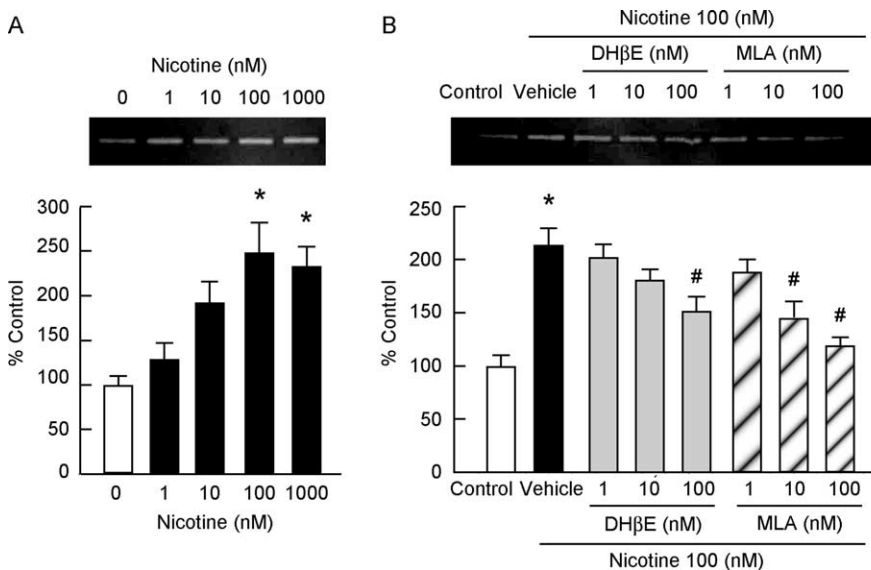 A
Nicotine (nM)
0 1 10 100 1000
300
250
200
150
100
50
0
% Control
* *
0 1 10 100 1000
Nicotine (nM)
B
Nicotine 100 (nM)
DHβE (nM) MLA (nM)
Control Vehicle 1 10 100 1 10 100
250
200
150
100
50
0
% Control
* # # #
Control Vehicle 1 10 100 1 10 100
DHβE (nM) MLA (nM)
Nicotine 100 (nM)